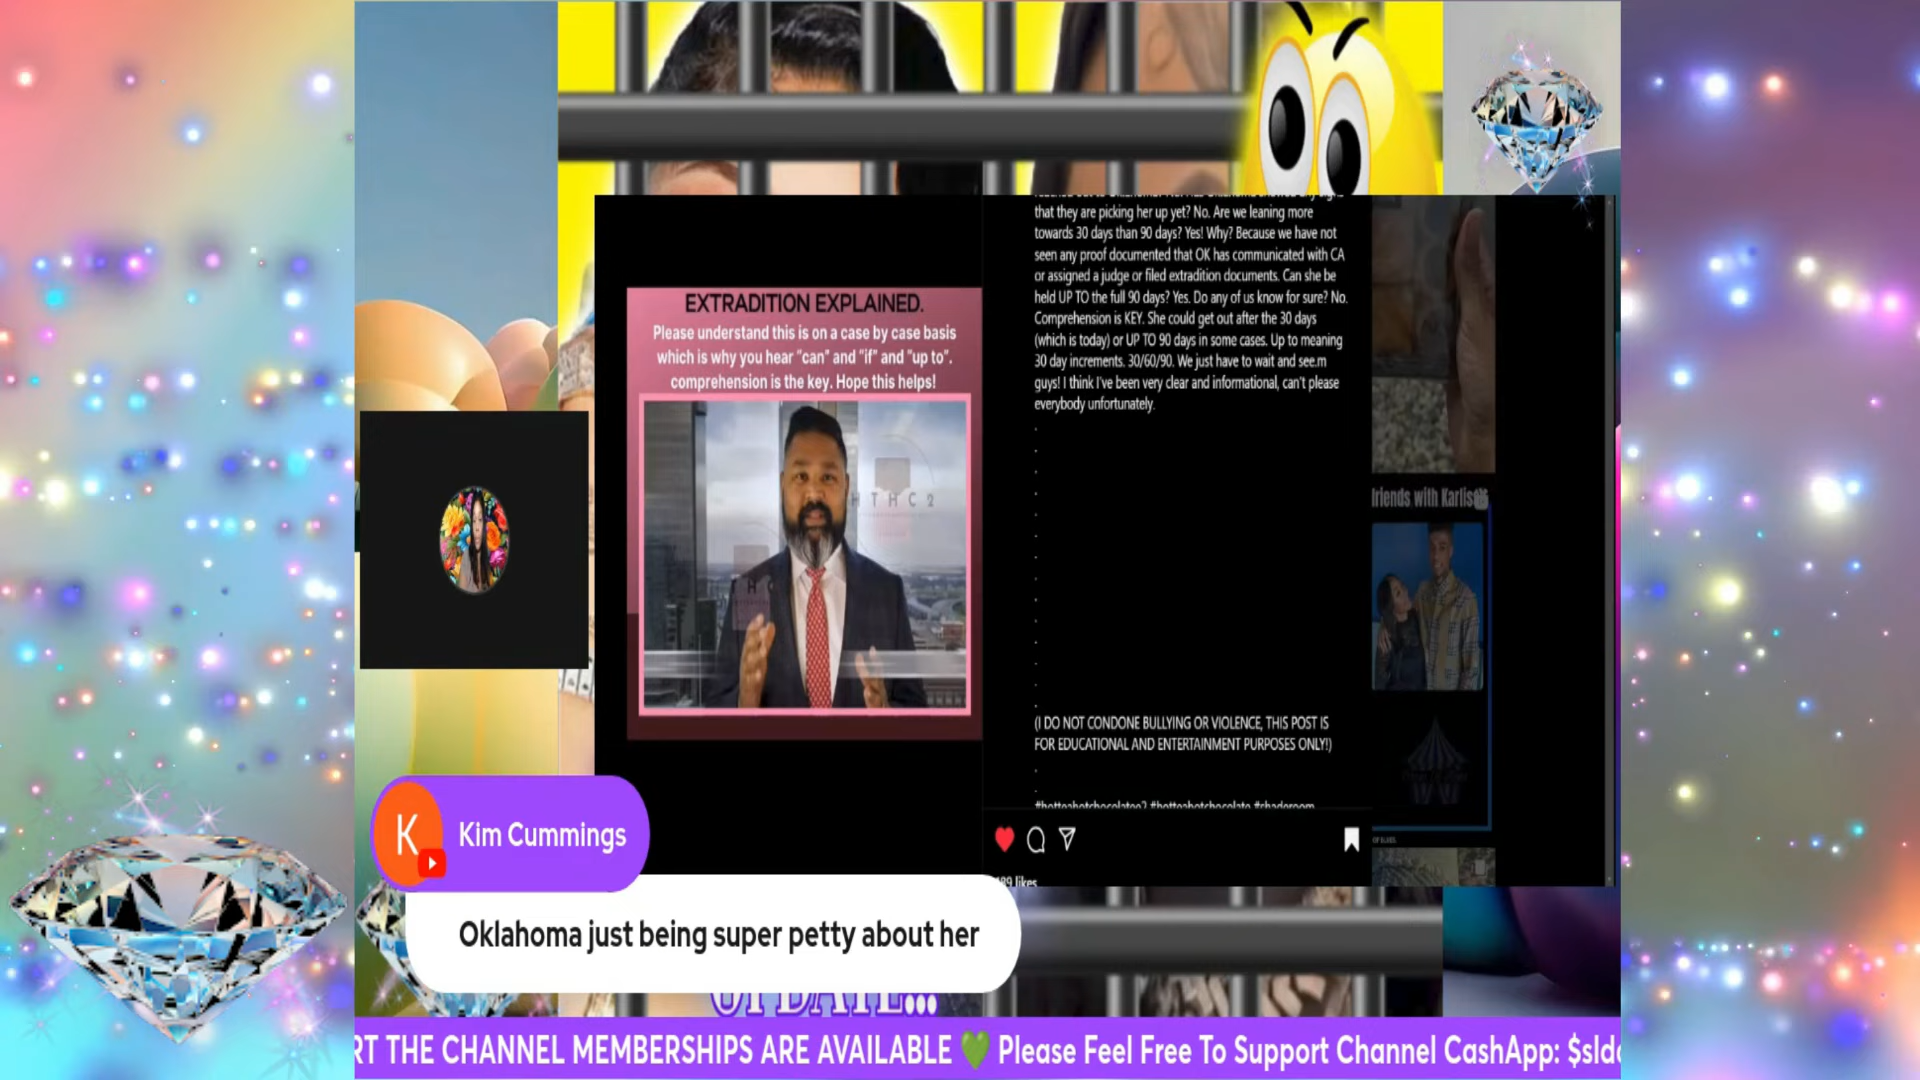 that they are picking her up yet? No. Are we leaning more
towards 30 days than 90 days? Yes! Why? Because we have not
seen any proof documented that OK has communicated with CA
or assigned a judge or filed extradition documents. Can she be
held UP TO the full 90 days? Yes. Do any of us know for sure? No.
Comprehension is KEY. She could get out after the 30 days
(which is today) or UP TO 90 days in some cases. Up to meaning
30 day increments. 30/60/90. We just have to wait and see.m
guys! I think I've been very clear and informational, can't please
everybody unfortunately.
(I DO NOT CONDONE BULLYING OR VIOLENCE, THIS POST IS
FOR EDUCATIONAL AND ENTERTAINMENT PURPOSES ONLY!)
likes
EXTRADITION EXPLAINED.
Please understand this is on a case by case basis
which is why you hear "can" and "if" and "up to".
comprehension is the key. Hope this helps!
H T H C 2
friends with Karlis
K
Kim Cummings
Oklahoma just being super petty about her
UPDATE...
RT THE CHANNEL MEMBERSHIPS ARE AVAILABLE 💚 Please Feel Free To Support Channel CashApp: $sld